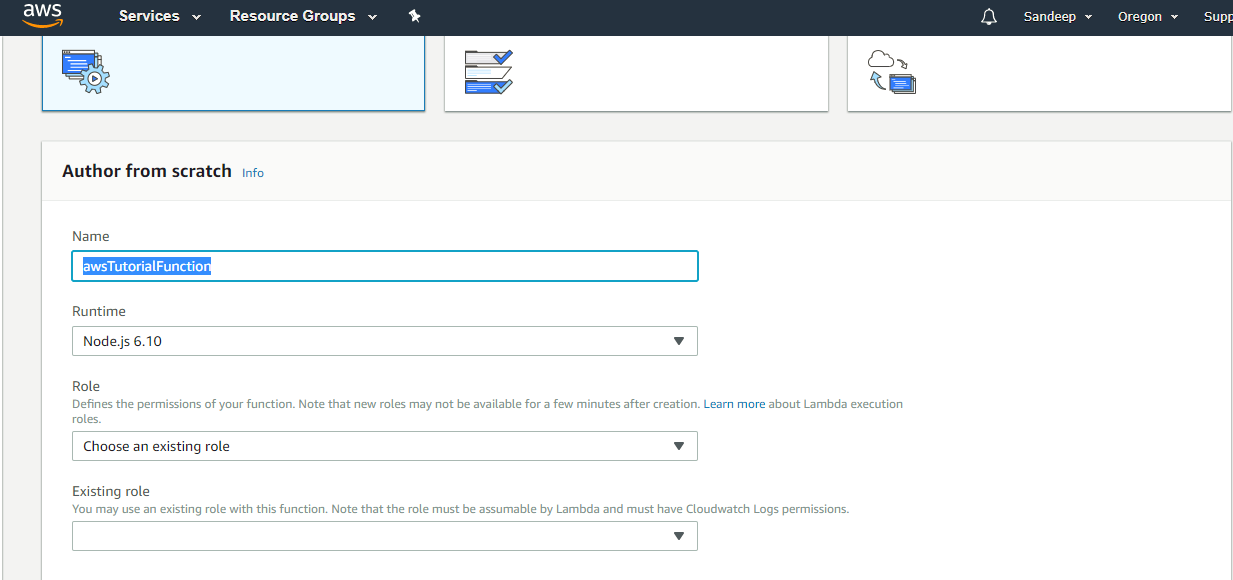 aws Services Resource Groups Sandeep Oregon Supp
Author from scratch Info
Name
awsTutorialFunction
Runtime
Node.js 6.10
Role
Defines the permissions of your function. Note that new roles may not be available for a few minutes after creation. Learn more about Lambda execution
roles.
Choose an existing role
Existing role
You may use an existing role with this function. Note that the role must be assumable by Lambda and must have Cloudwatch Logs permissions.